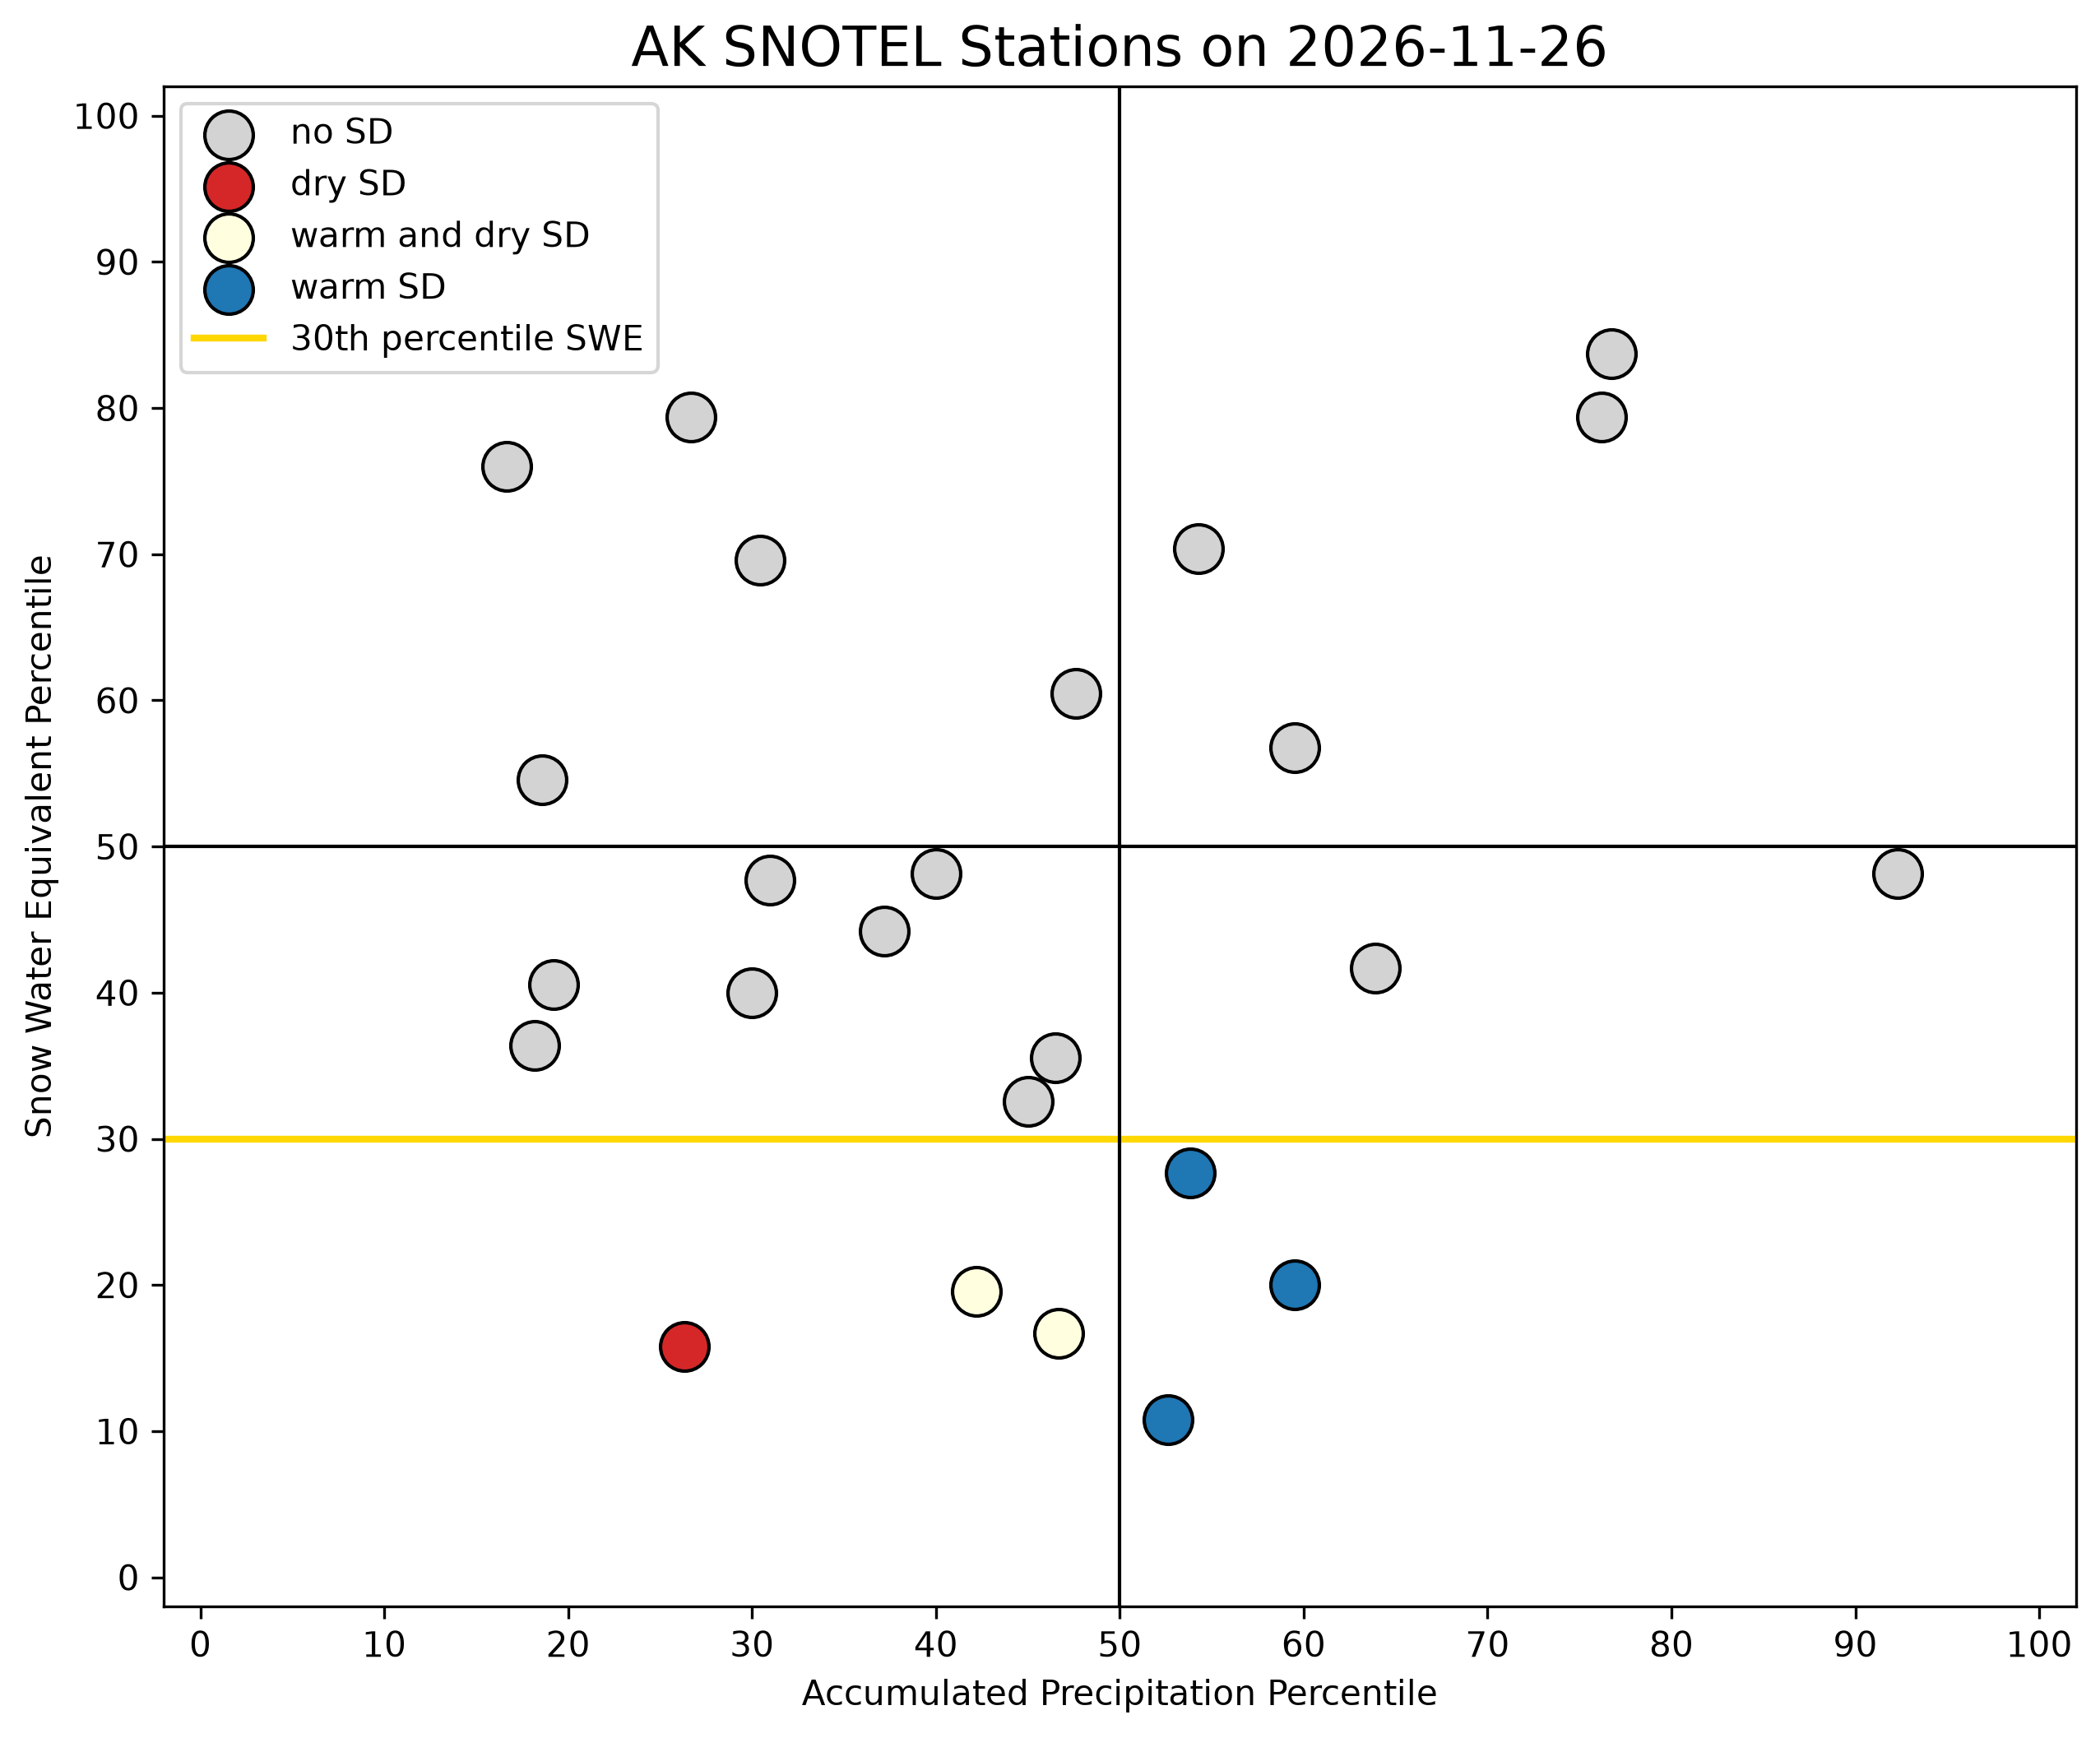 AK SNOTEL Stations on 2026-11-26
no SD
dry SD
warm and dry SD
warm SD
30th percentile SWE
Snow Water Equivalent Percentile
100
90
80
70
60
50
40
30
20
10
0
0 10 20 30 40 50 60 70 80 90 100
Accumulated Precipitation Percentile